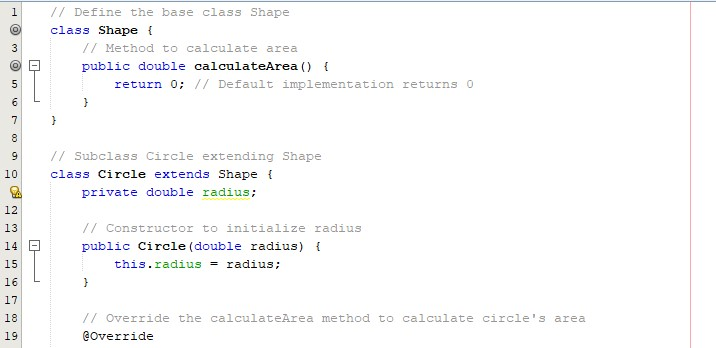 1 // Define the base class Shape
class Shape {
3 // Method to calculate area
public double calculateArea() {
5 return 0; // Default implementation returns 0
6 }
7 }
8
9 // Subclass Circle extending Shape
10 class Circle extends Shape {
private double radius;
12
13 // Constructor to initialize radius
14 public Circle(double radius) {
15 this.radius = radius;
16 }
17
18 // Override the calculateArea method to calculate circle's area
19 @Override